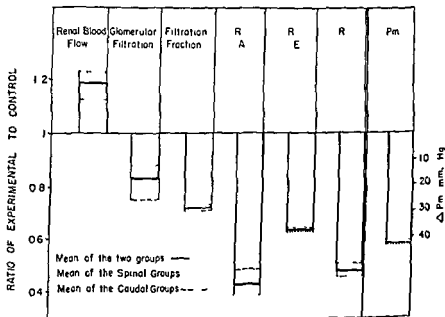 Renal Blood Flow
Glomerular Filtration
Filtration Fraction
R A
R E
R
Pm
RATIO OF EXPERIMENTAL TO CONTROL
1 2
1
0.8
0.6
04
10
20
30
40
Δ Pm mm. Hg
Mean of the two groups
Mean of the Spinal Groups
Mean of the Caudal Groups